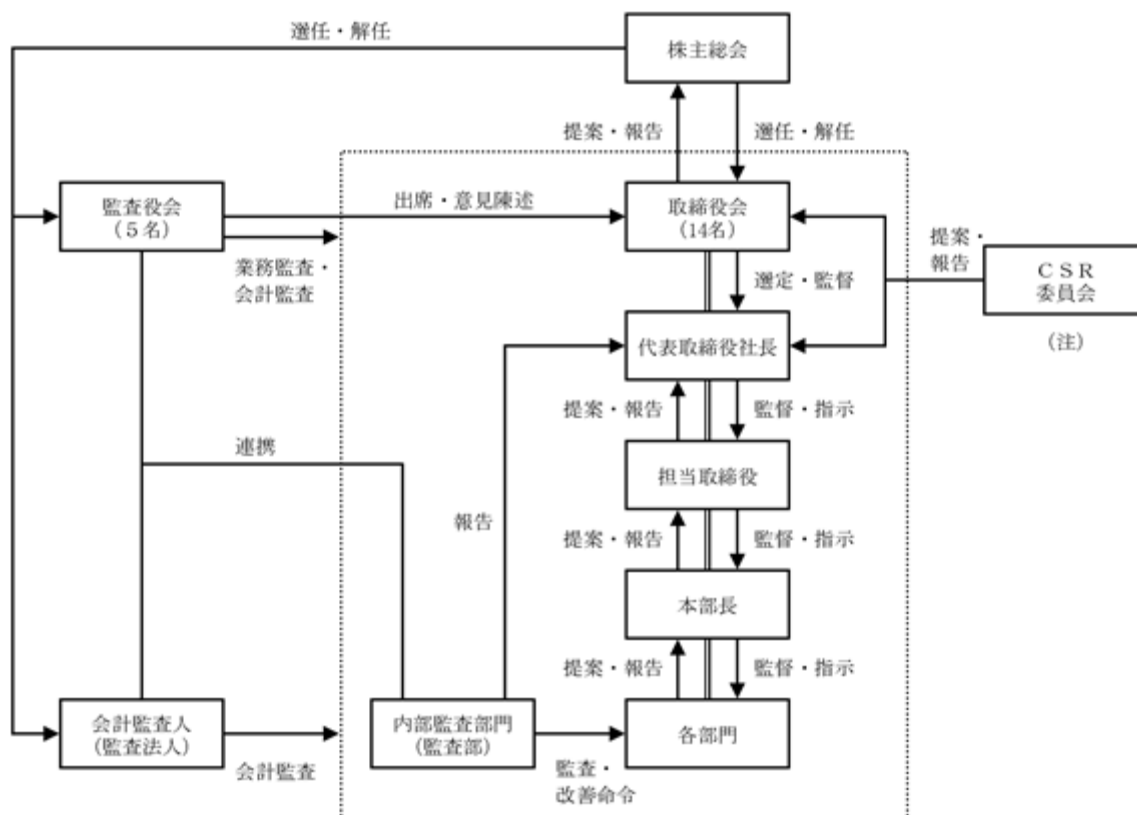 選任・解任
株主総会
提案・報告
選任・解任
監査役会
(5名)
出席・意見陳述
取締役会
(14名)
業務監査・
会計監査
選定・監督
提案・
報告
CSR
委員会
(注)
代表取締役社長
提案・報告
監督・指示
連携
担当取締役
報告
提案・報告
監督・指示
本部長
提案・報告
監督・指示
会計監査人
(監査法人)
会計監査
内部監査部門
(監査部)
監査・
改善命令
各部門